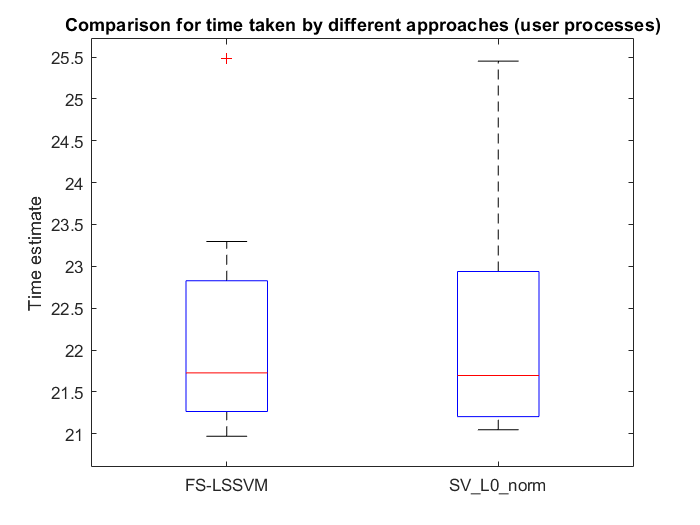 Comparison for time taken by different approaches (user processes)
25.5
25
24.5
24
23.5
23
22.5
22
21.5
21
Time estimate
FS-LSSVM
SV_L0_norm